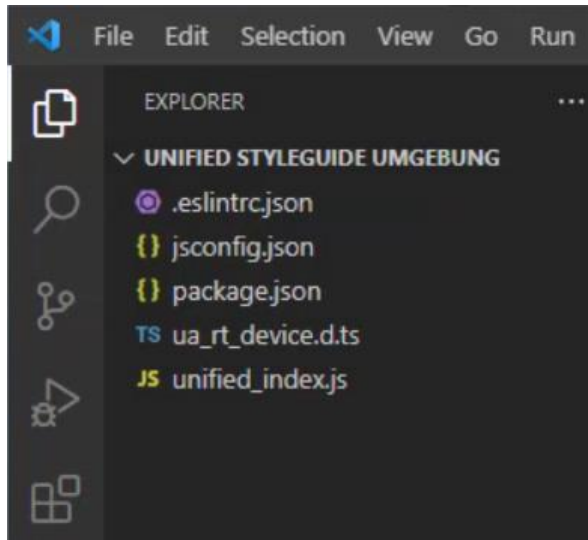 File Edit Selection View Go Run
EXPLORER ...
UNIFIED STYLEGUIDE UMGEBUNG
.eslintrc.json
{} jsconfig.json
{} package.json
TS ua_rt_device.d.ts
JS unified_index.js